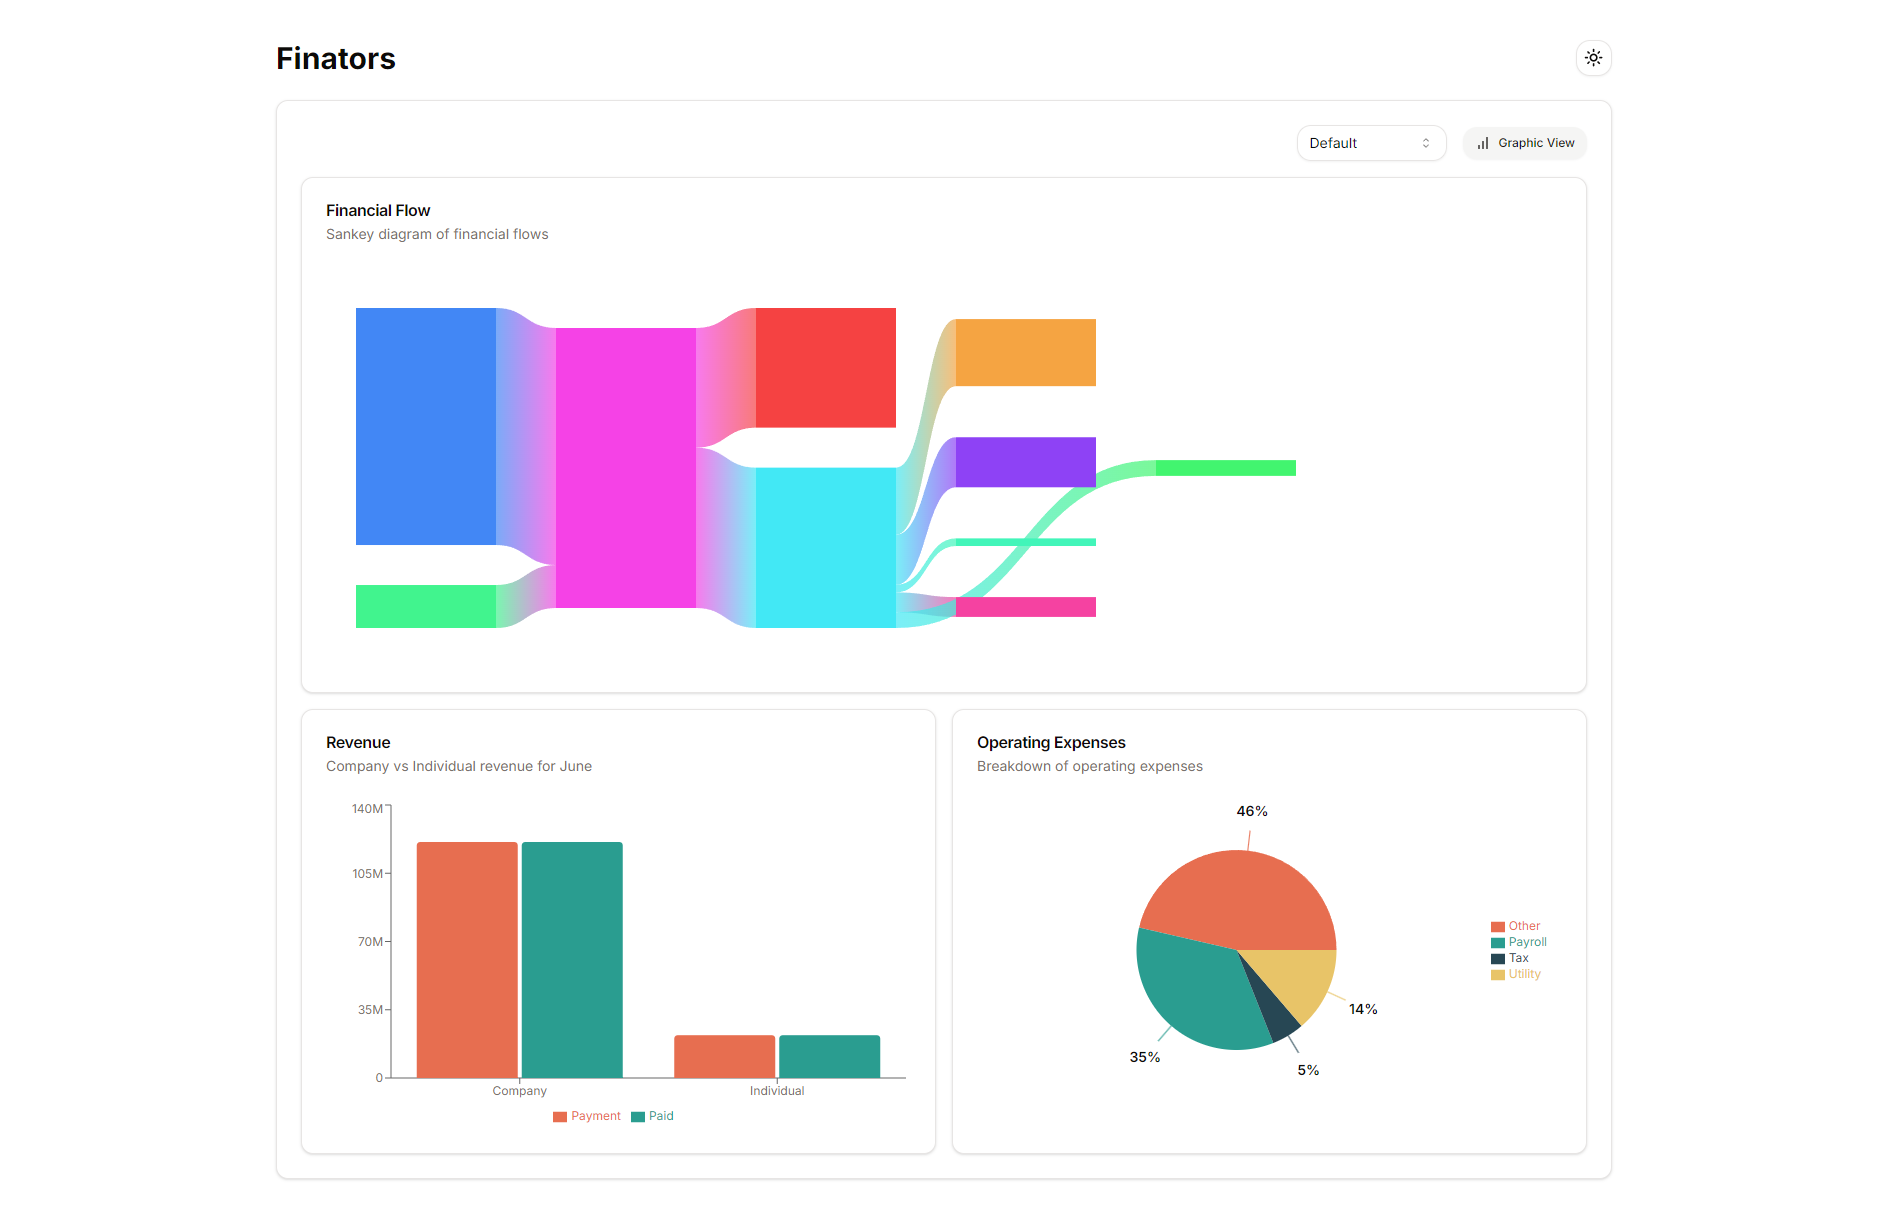 Finators
Default
Graphic View
Financial Flow
Sankey diagram of financial flows
Revenue
Company vs Individual revenue for June
140M
105M
70M
35M
0
Company
Individual
Payment
Paid
Operating Expenses
Breakdown of operating expenses
46%
14%
5%
35%
Other
Payroll
Tax
Utility